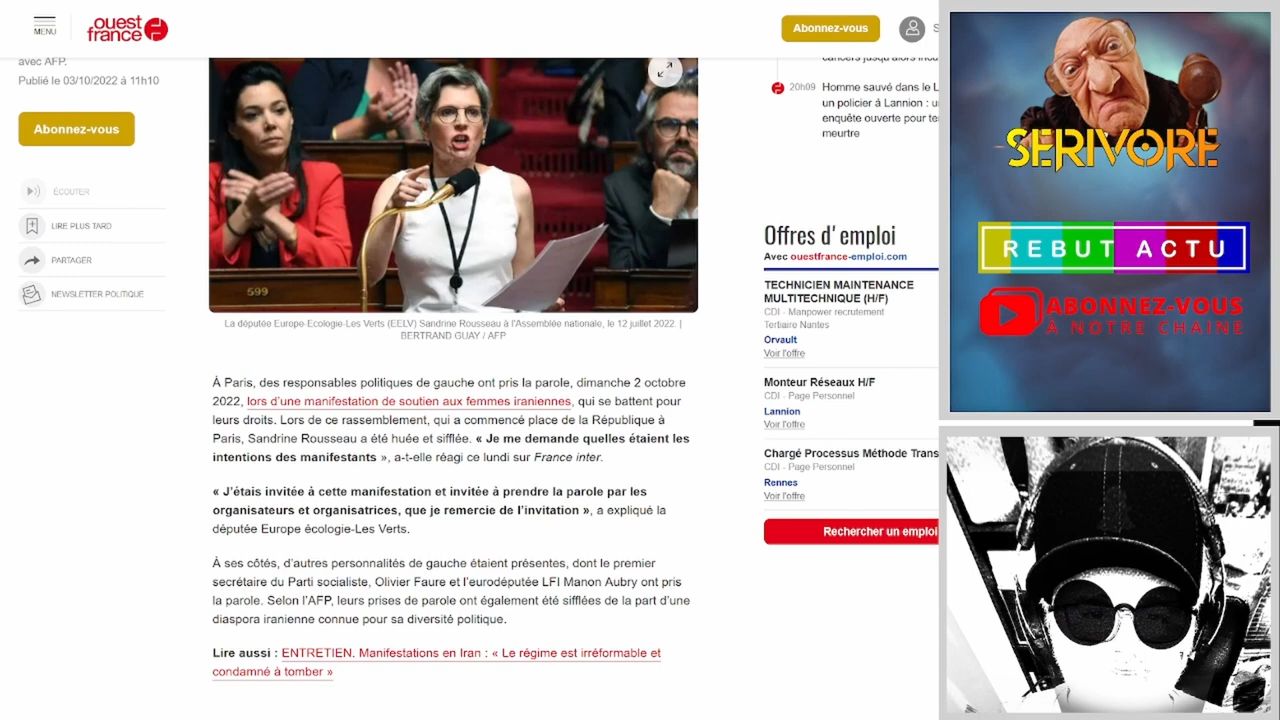 MENU
ouest
france
Abonnez-vous
S
avec AFP.
Publié le 03/10/2022 à 11h10
Abonnez-vous
ÉCOUTER
LIRE PLUS TARD
PARTAGER
NEWSLETTER POLITIQUE
599
La députée Europe-Ecologie-Les Verts (EELV) Sandrine Rousseau à l'Assemblée nationale, le 12 juillet 2022. |
BERTRAND GUAY / AFP
À Paris, des responsables politiques de gauche ont pris la parole, dimanche 2 octobre
2022, lors d'une manifestation de soutien aux femmes iraniennes, qui se battent pour
leurs droits. Lors de ce rassemblement, qui a commencé place de la République à
Paris, Sandrine Rousseau a été huée et sifflée. « Je me demande quelles étaient les
intentions des manifestants », a-t-elle réagi ce lundi sur France inter.
« J'étais invitée à cette manifestation et invitée à prendre la parole par les
organisateurs et organisatrices, que je remercie de l'invitation », a expliqué la
députée Europe écologie-Les Verts.
À ses côtés, d'autres personnalités de gauche étaient présentes, dont le premier
secrétaire du Parti socialiste, Olivier Faure et l'eurodéputée LFI Manon Aubry ont pris
la parole. Selon l'AFP, leurs prises de parole ont également été sifflées de la part d'une
diaspora iranienne connue pour sa diversité politique.
Lire aussi : ENTRETIEN. Manifestations en Iran : « Le régime est irréformable et
condamné à tomber »
cancers jusqu'alors
20h09
Homme sauvé dans le L
un policier à Lannion : u
enquête ouverte pour te
meurtre
Offres d'emploi
Avec ouestfrance-emploi.com
TECHNICIEN MAINTENANCE
MULTITECHNIQUE (H/F)
CDI - Manpower recrutement
Tertiaire Nantes
Orvault
Voir l'offre
Monteur Réseaux H/F
CDI - Page Personnel
Lannion
Voir l'offre
Chargé Processus Méthode Trans
CDI - Page Personnel
Rennes
Voir l'offre
Rechercher un emploi
SERIVORE
REBUT ACTU
ABONNEZ-VOUS
À NOTRE CHAÎNE